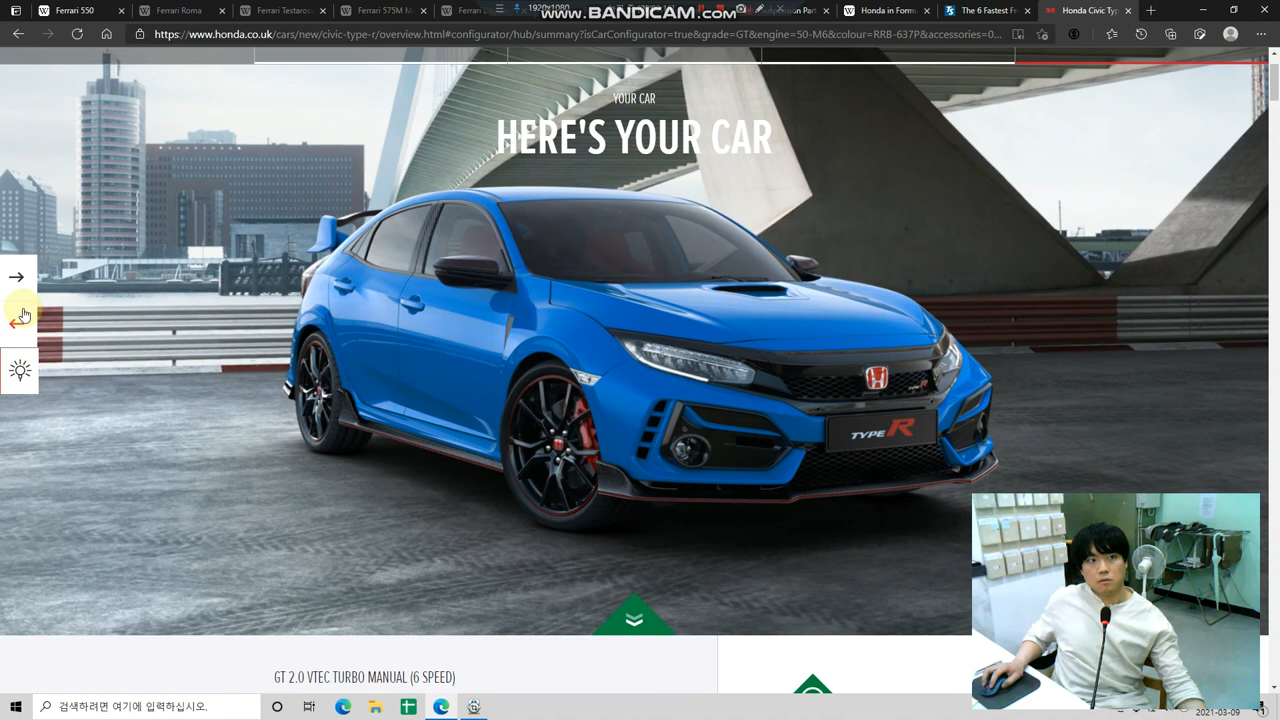 Ferrari 550
Ferrari Roma
Ferrari Testaros
Ferrari 575M M
1920x1080
Honda in Form
The 6 Fastest Fr
Honda Civic Typ
www.BANDICAM.com
https://www.honda.co.uk/cars/new/civic-type-r/overview.html#configurator/hub/summary?isCarConfigurator=true&grade=GT&engine=50-M6&colour=RRB-637P&accessories=0...
YOUR CAR
HERE'S YOUR CAR
TYPE R
GT 2.0 VTEC TURBO MANUAL (6 SPEED)
검색하려면 여기에 입력하십시오.
2021-03-09